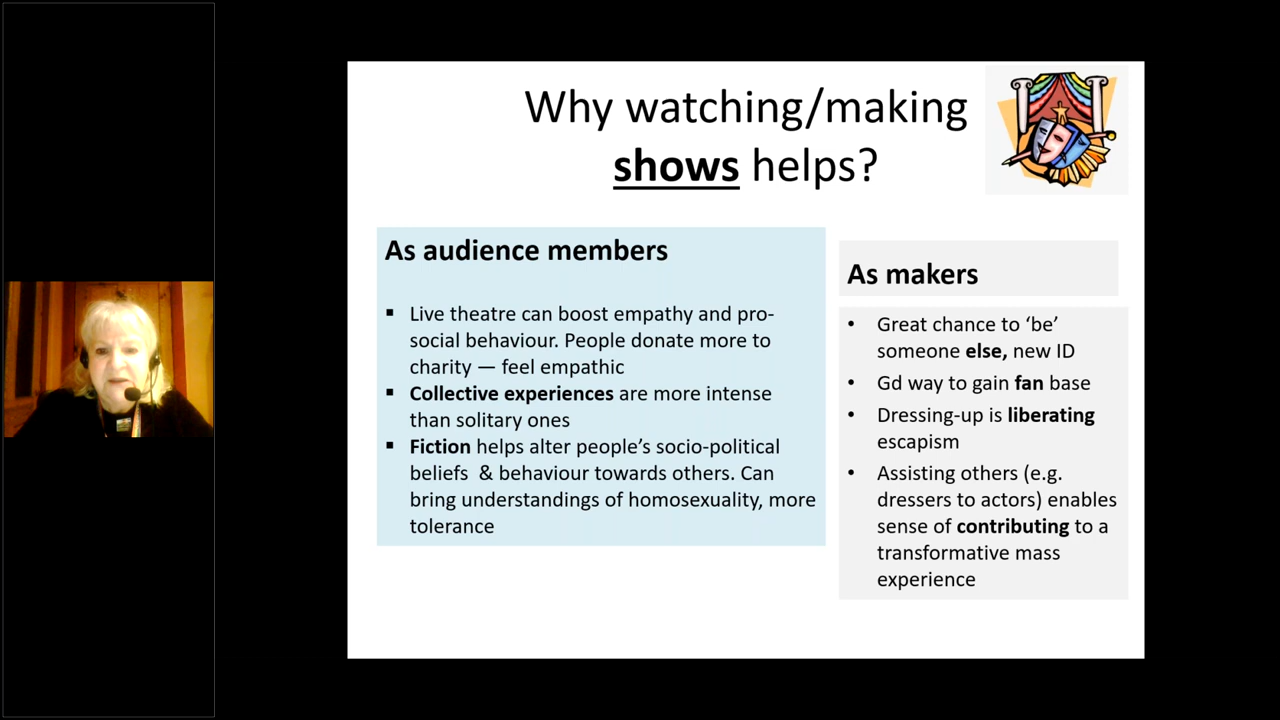 Why watching/making
shows helps?
As audience members
▪ Live theatre can boost empathy and pro-
social behaviour. People donate more to
charity — feel empathic
▪ Collective experiences are more intense
than solitary ones
▪ Fiction helps alter people’s socio-political
beliefs & behaviour towards others. Can
bring understandings of homosexuality, more
tolerance
As makers
• Great chance to ‘be’
someone else, new ID
• Gd way to gain fan base
• Dressing-up is liberating
escapism
• Assisting others (e.g.
dressers to actors) enables
sense of contributing to a
transformative mass
experience